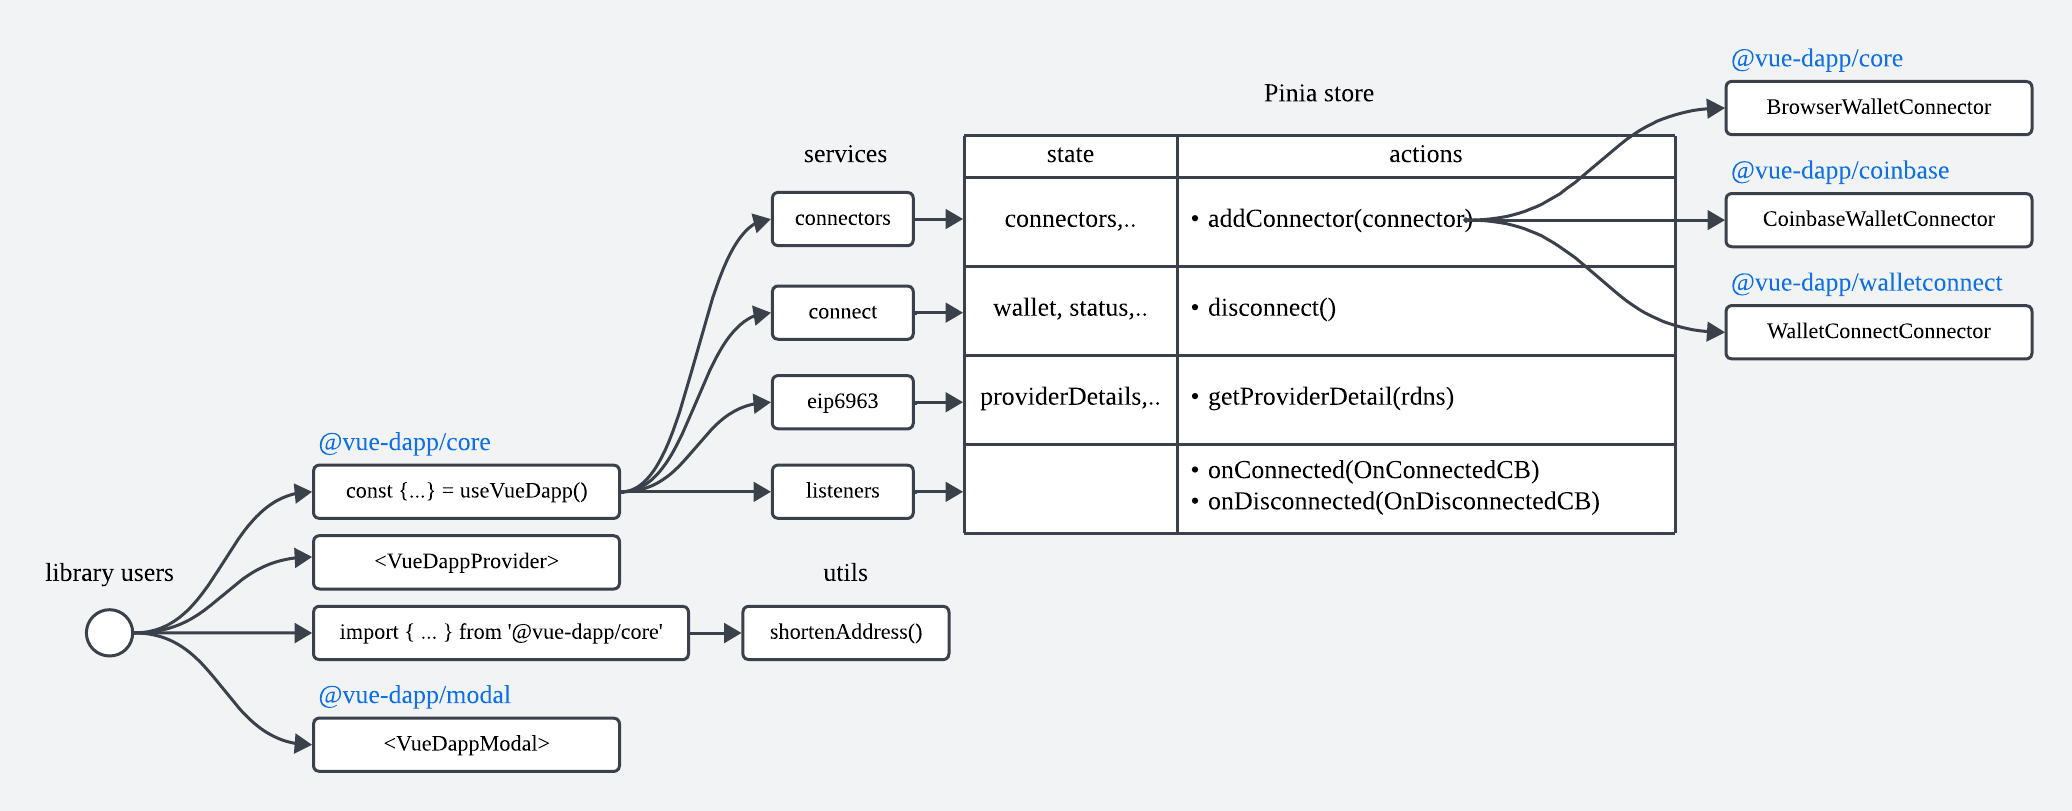 @vue-dapp/core
Pinia store
BrowserWalletConnector
services
state
actions
@vue-dapp/coinbase
connectors
connectors,..
• addConnector(connector)
CoinbaseWalletConnector
@vue-dapp/walletconnect
connect
wallet, status,..
• disconnect()
WalletConnectConnector
eip6963
providerDetails,..
• getProviderDetail(rdns)
@vue-dapp/core
const {...} = useVueDapp()
listeners
• onConnected(OnConnectedCB)
• onDisconnected(OnDisconnectedCB)
<VueDappProvider>
library users
utils
import { ... } from '@vue-dapp/core'
shortenAddress()
@vue-dapp/modal
<VueDappModal>